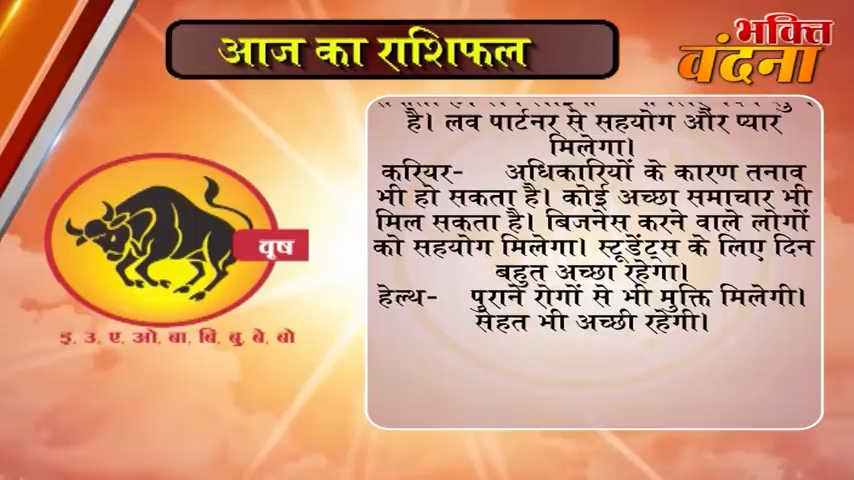 आज का राशिफल
भक्ति
वंदना
है। लव पार्टनर से सहयोग और प्यार
मिलेगा।
करियर- अधिकारियों के कारण तनाव
भी हो सकता है। कोई अच्छा समाचार भी
मिल सकता है। बिजनेस करने वाले लोगों
को सहयोग मिलेगा। स्टूडेंट्स के लिए दिन
बहुत अच्छा रहेगा।
हेल्थ- पुराने रोगों से भी मुक्ति मिलेगी।
सेहत भी अच्छी रहेगी।
वृष
इ, उ, ए, ओ, बा, बि, बु, बे, बो